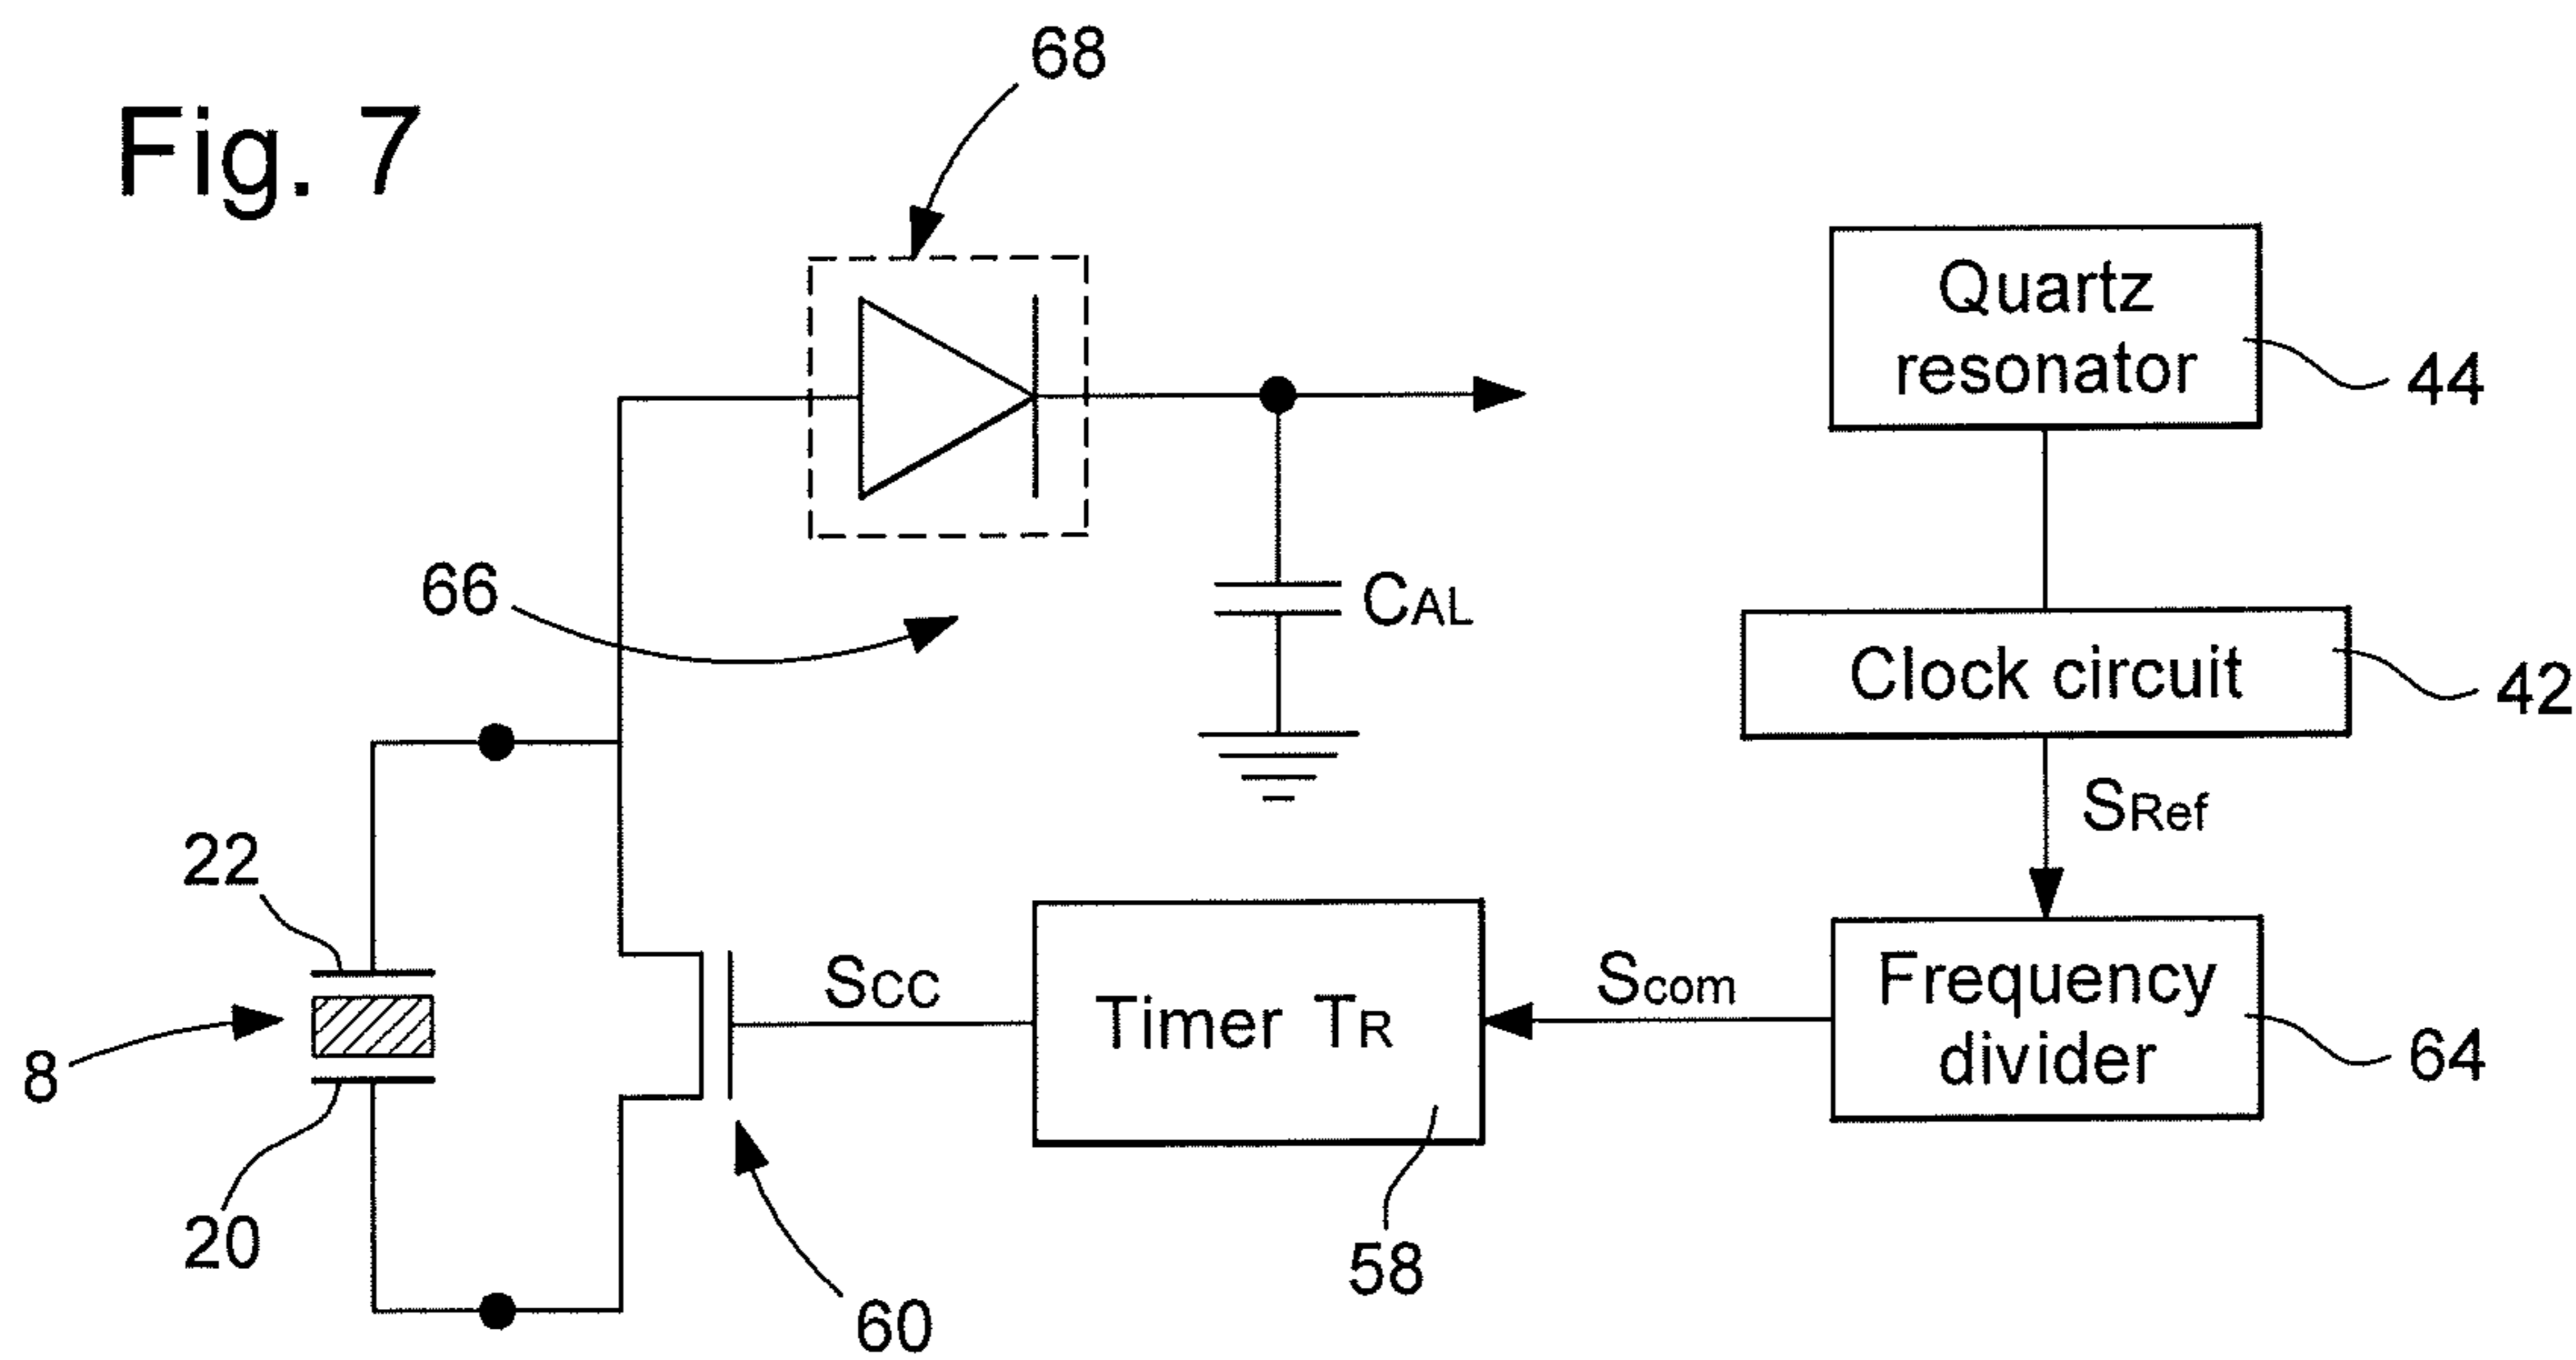 Fig. 7
68
Quartz
resonator
44
66
CAL
Clock circuit
42
SRef
22
SCC
Timer TR
Scom
Frequency
divider
64
8
20
58
60